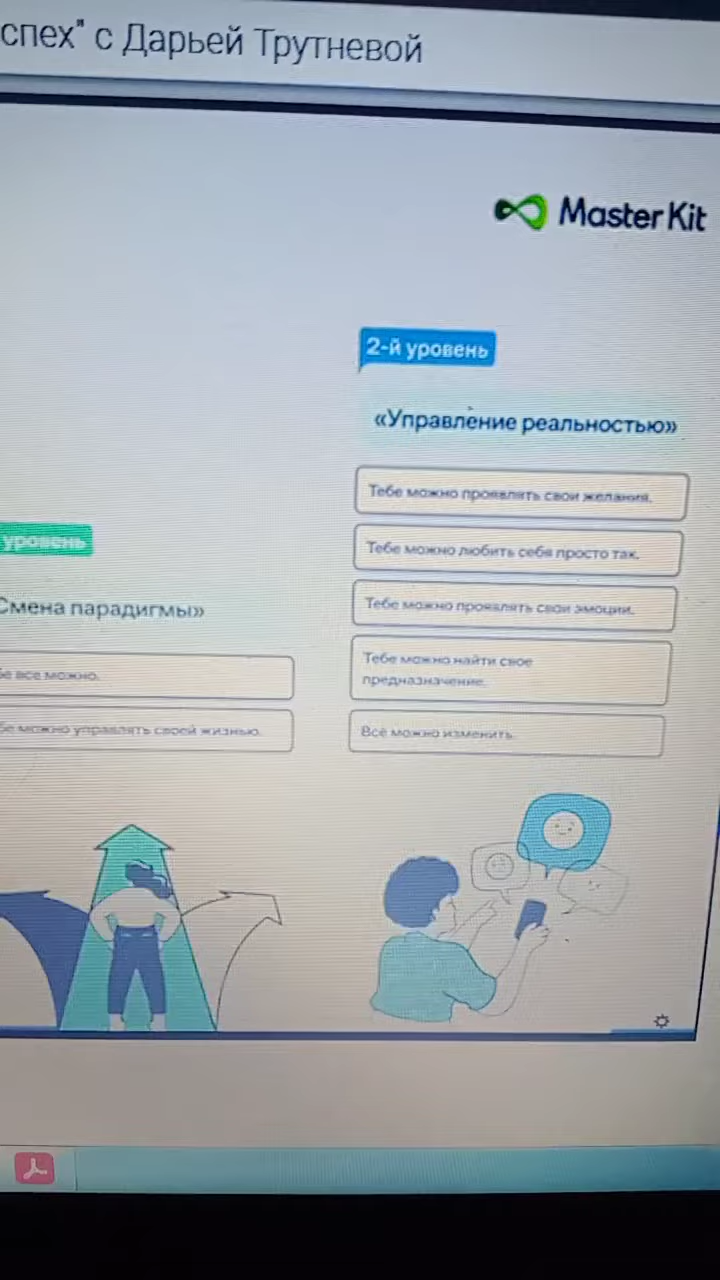 спех" с Дарьей Трутневой
Master Kit
2-й уровень
«Управление реальностью»
Тебе можно проявлять свои желания.
Тебе можно любить себя просто так.
Тебе можно проявлять свои эмоции.
Тебе можно найти свое
предназначение.
Всё можно изменить.
уровень
Смена парадигмы»
бе все можно.
бе можно управлять своей жизнью.